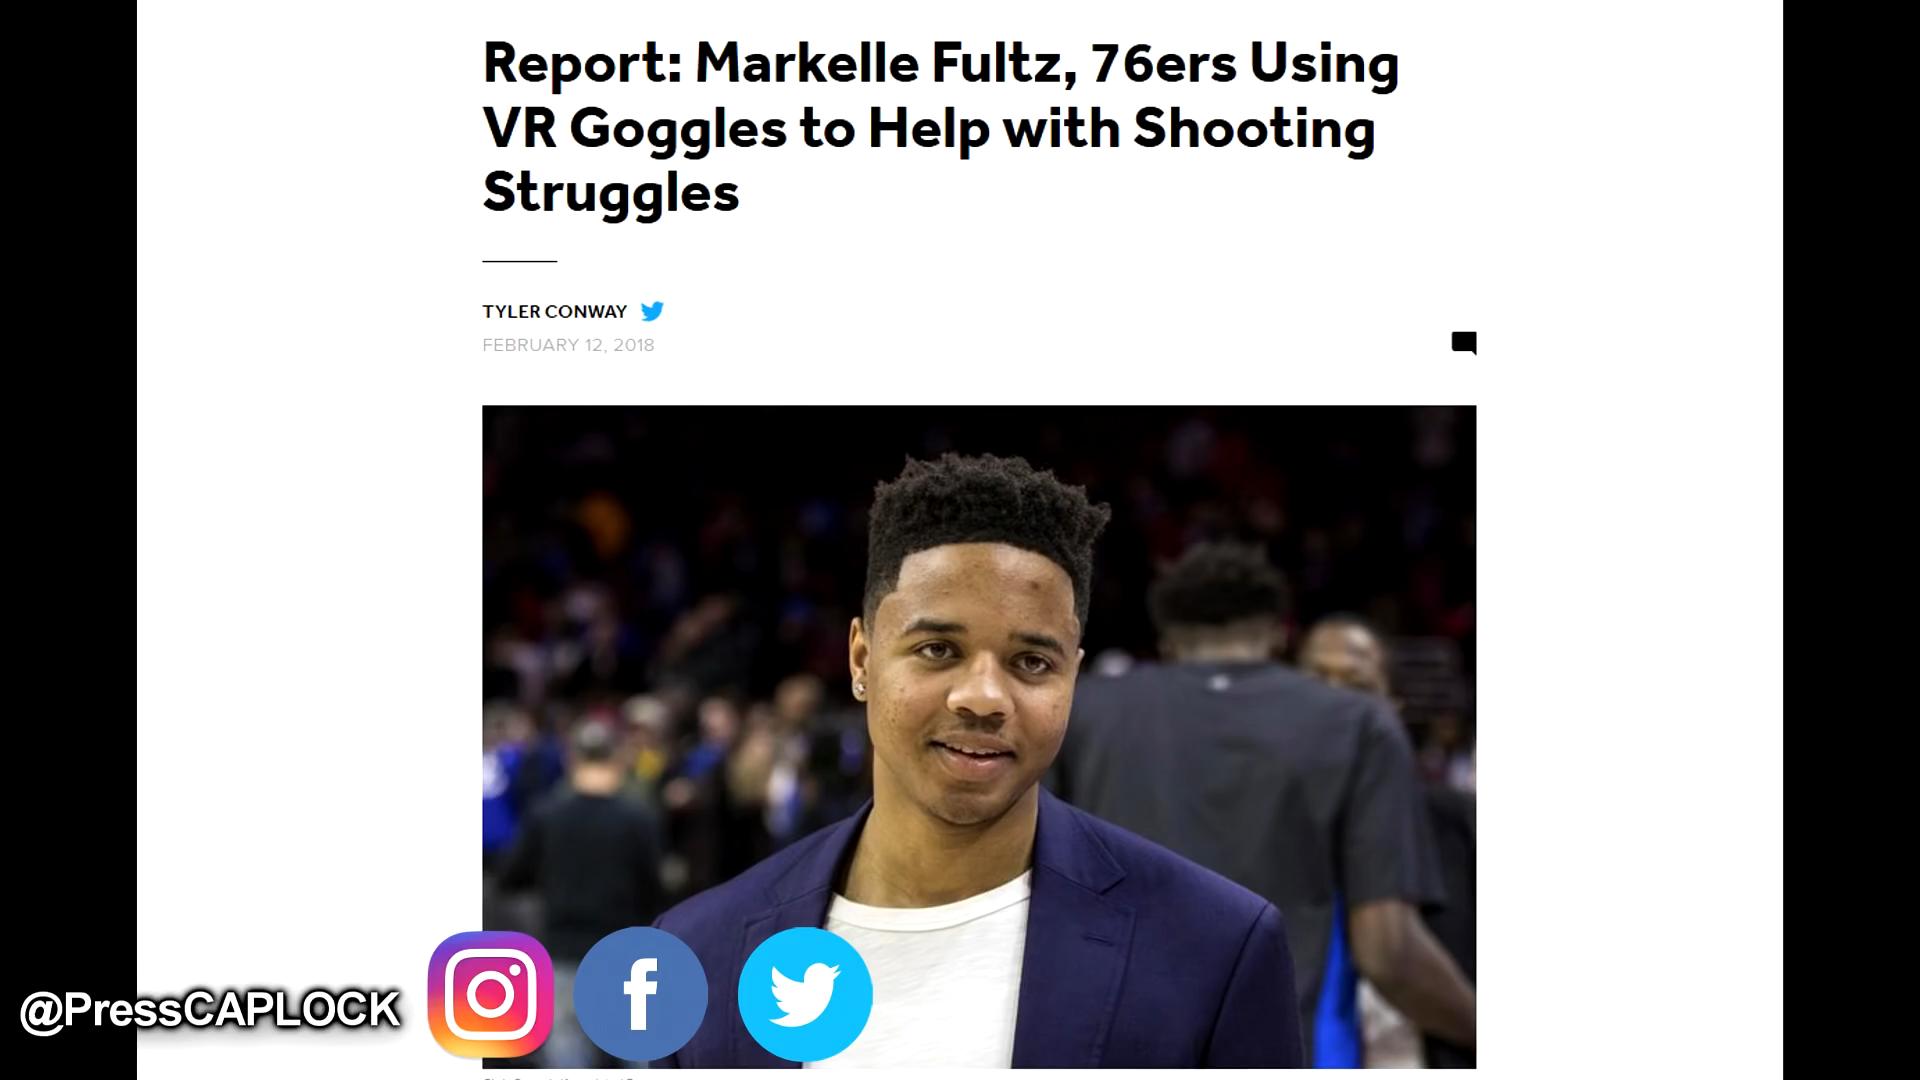 Report: Markelle Fultz, 76ers Using
VR Goggles to Help with Shooting
Struggles
TYLER CONWAY
FEBRUARY 12, 2018
@PressCAPLOCK